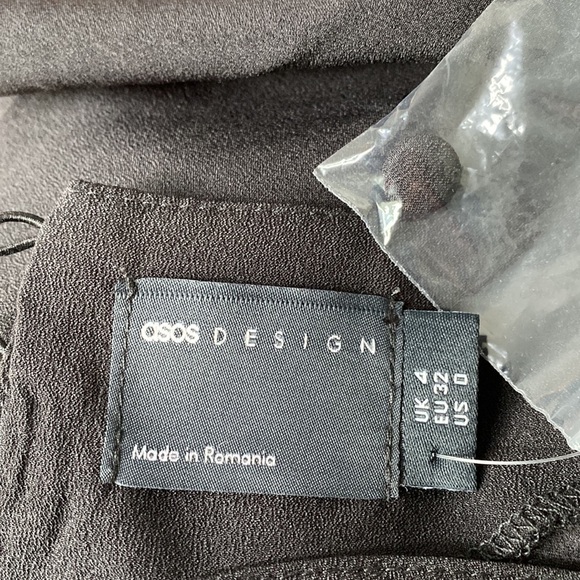 asos DESIGN
Made in Romania
UK 4
EU 32
US 0